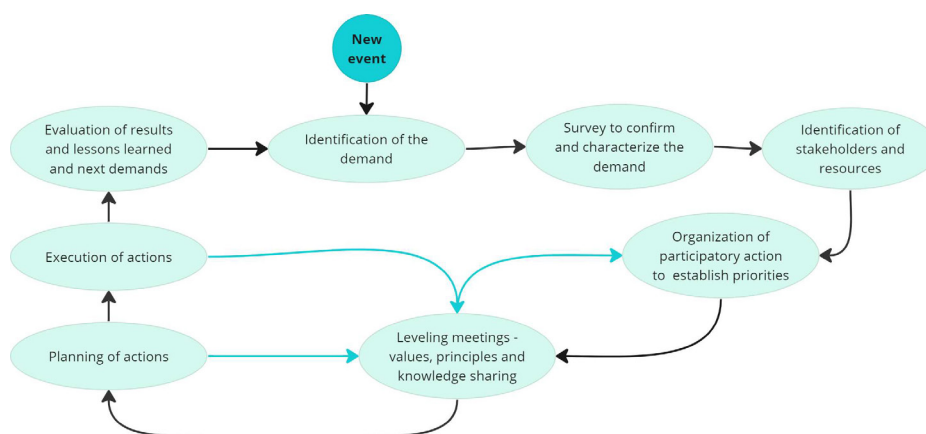 New
event
Evaluation of results
and lessons learned
and next demands
Identification of the
demand
Survey to confirm
and characterize the
demand
Identification of
stakeholders and
resources
Execution of actions
Organization of
participatory action
to establish priorities
Planning of actions
Leveling meetings -
values, principles and
knowledge sharing